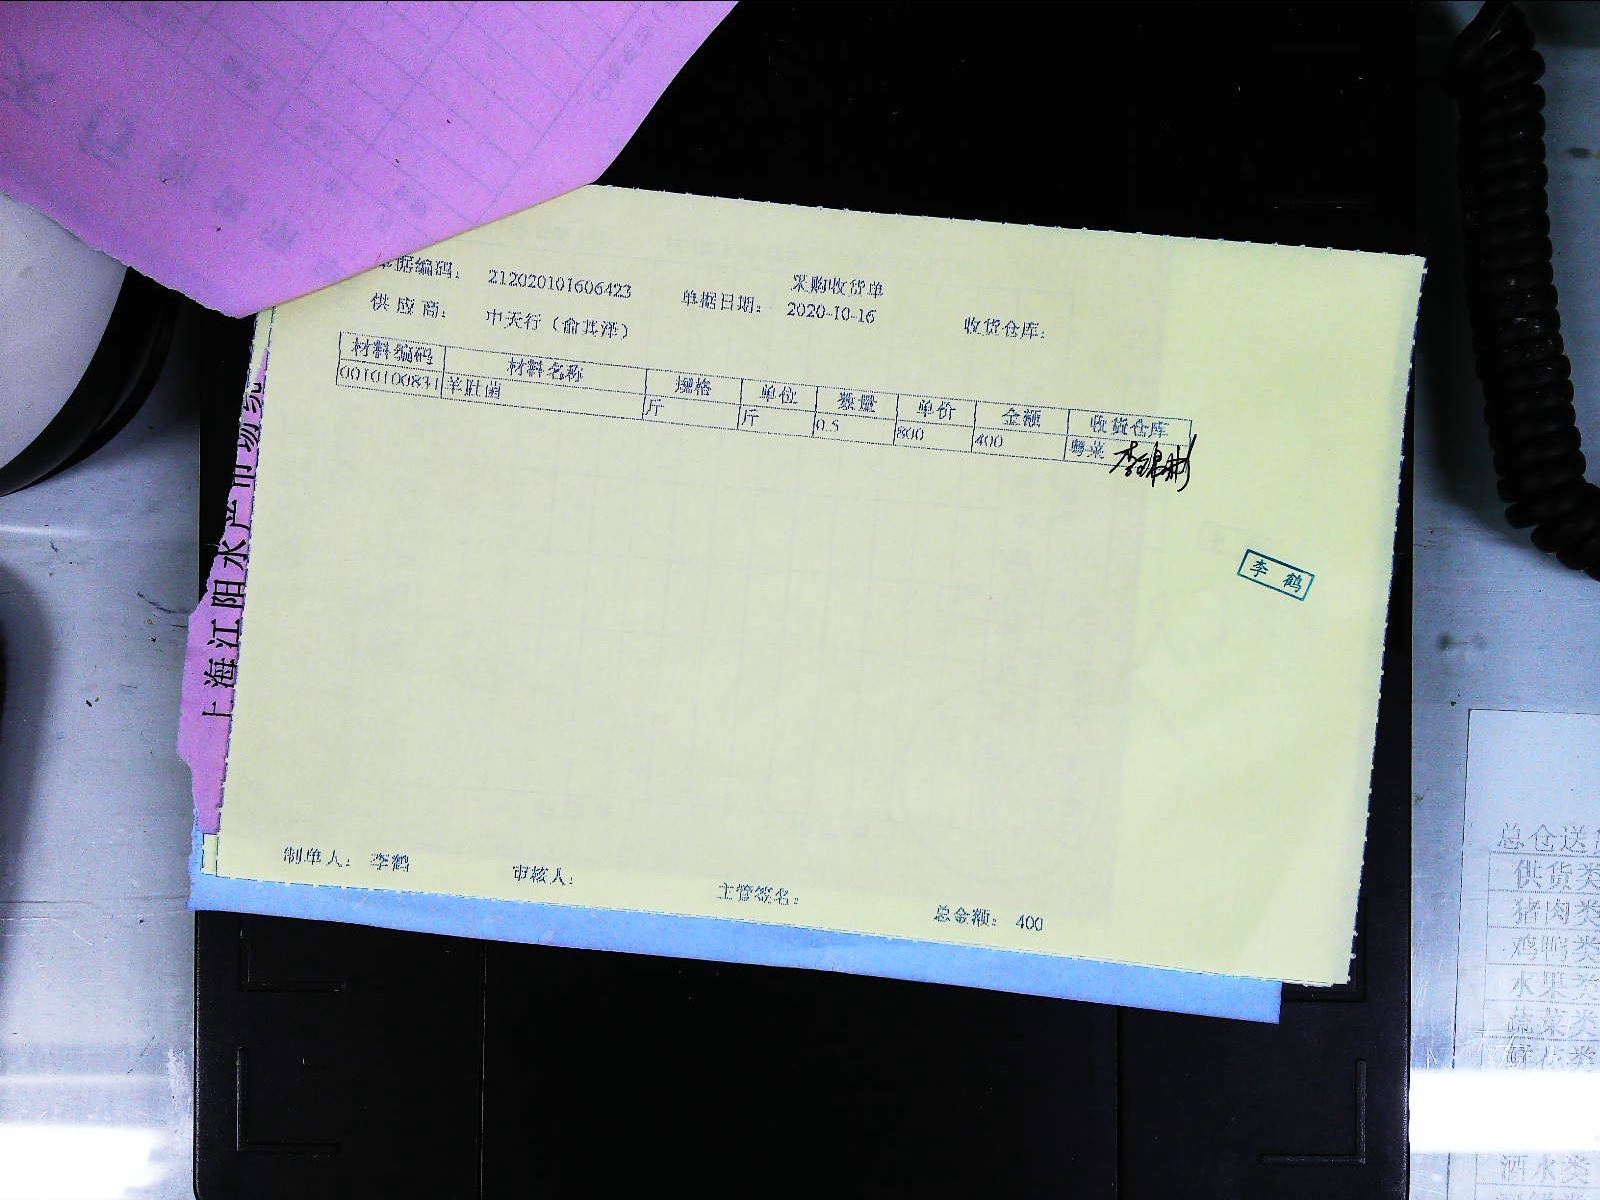 采购收货单
单据编码: 212020101606423 单据日期: 2020-10-16 收货仓库:
供应商: 中天行(俞其泽)
材料编码 材料名称 规格 单位 数量 单价 金额 收货仓库
羊肚菌 斤 斤 0.5 800 400 粤菜
李鹤
制单人: 李鹤 审核人: 主管签名: 总金额: 400
上海江阳水产市场统
总仓送货
供货类
猪肉类
鸡鸭类
水果类
蔬菜类
酒水类